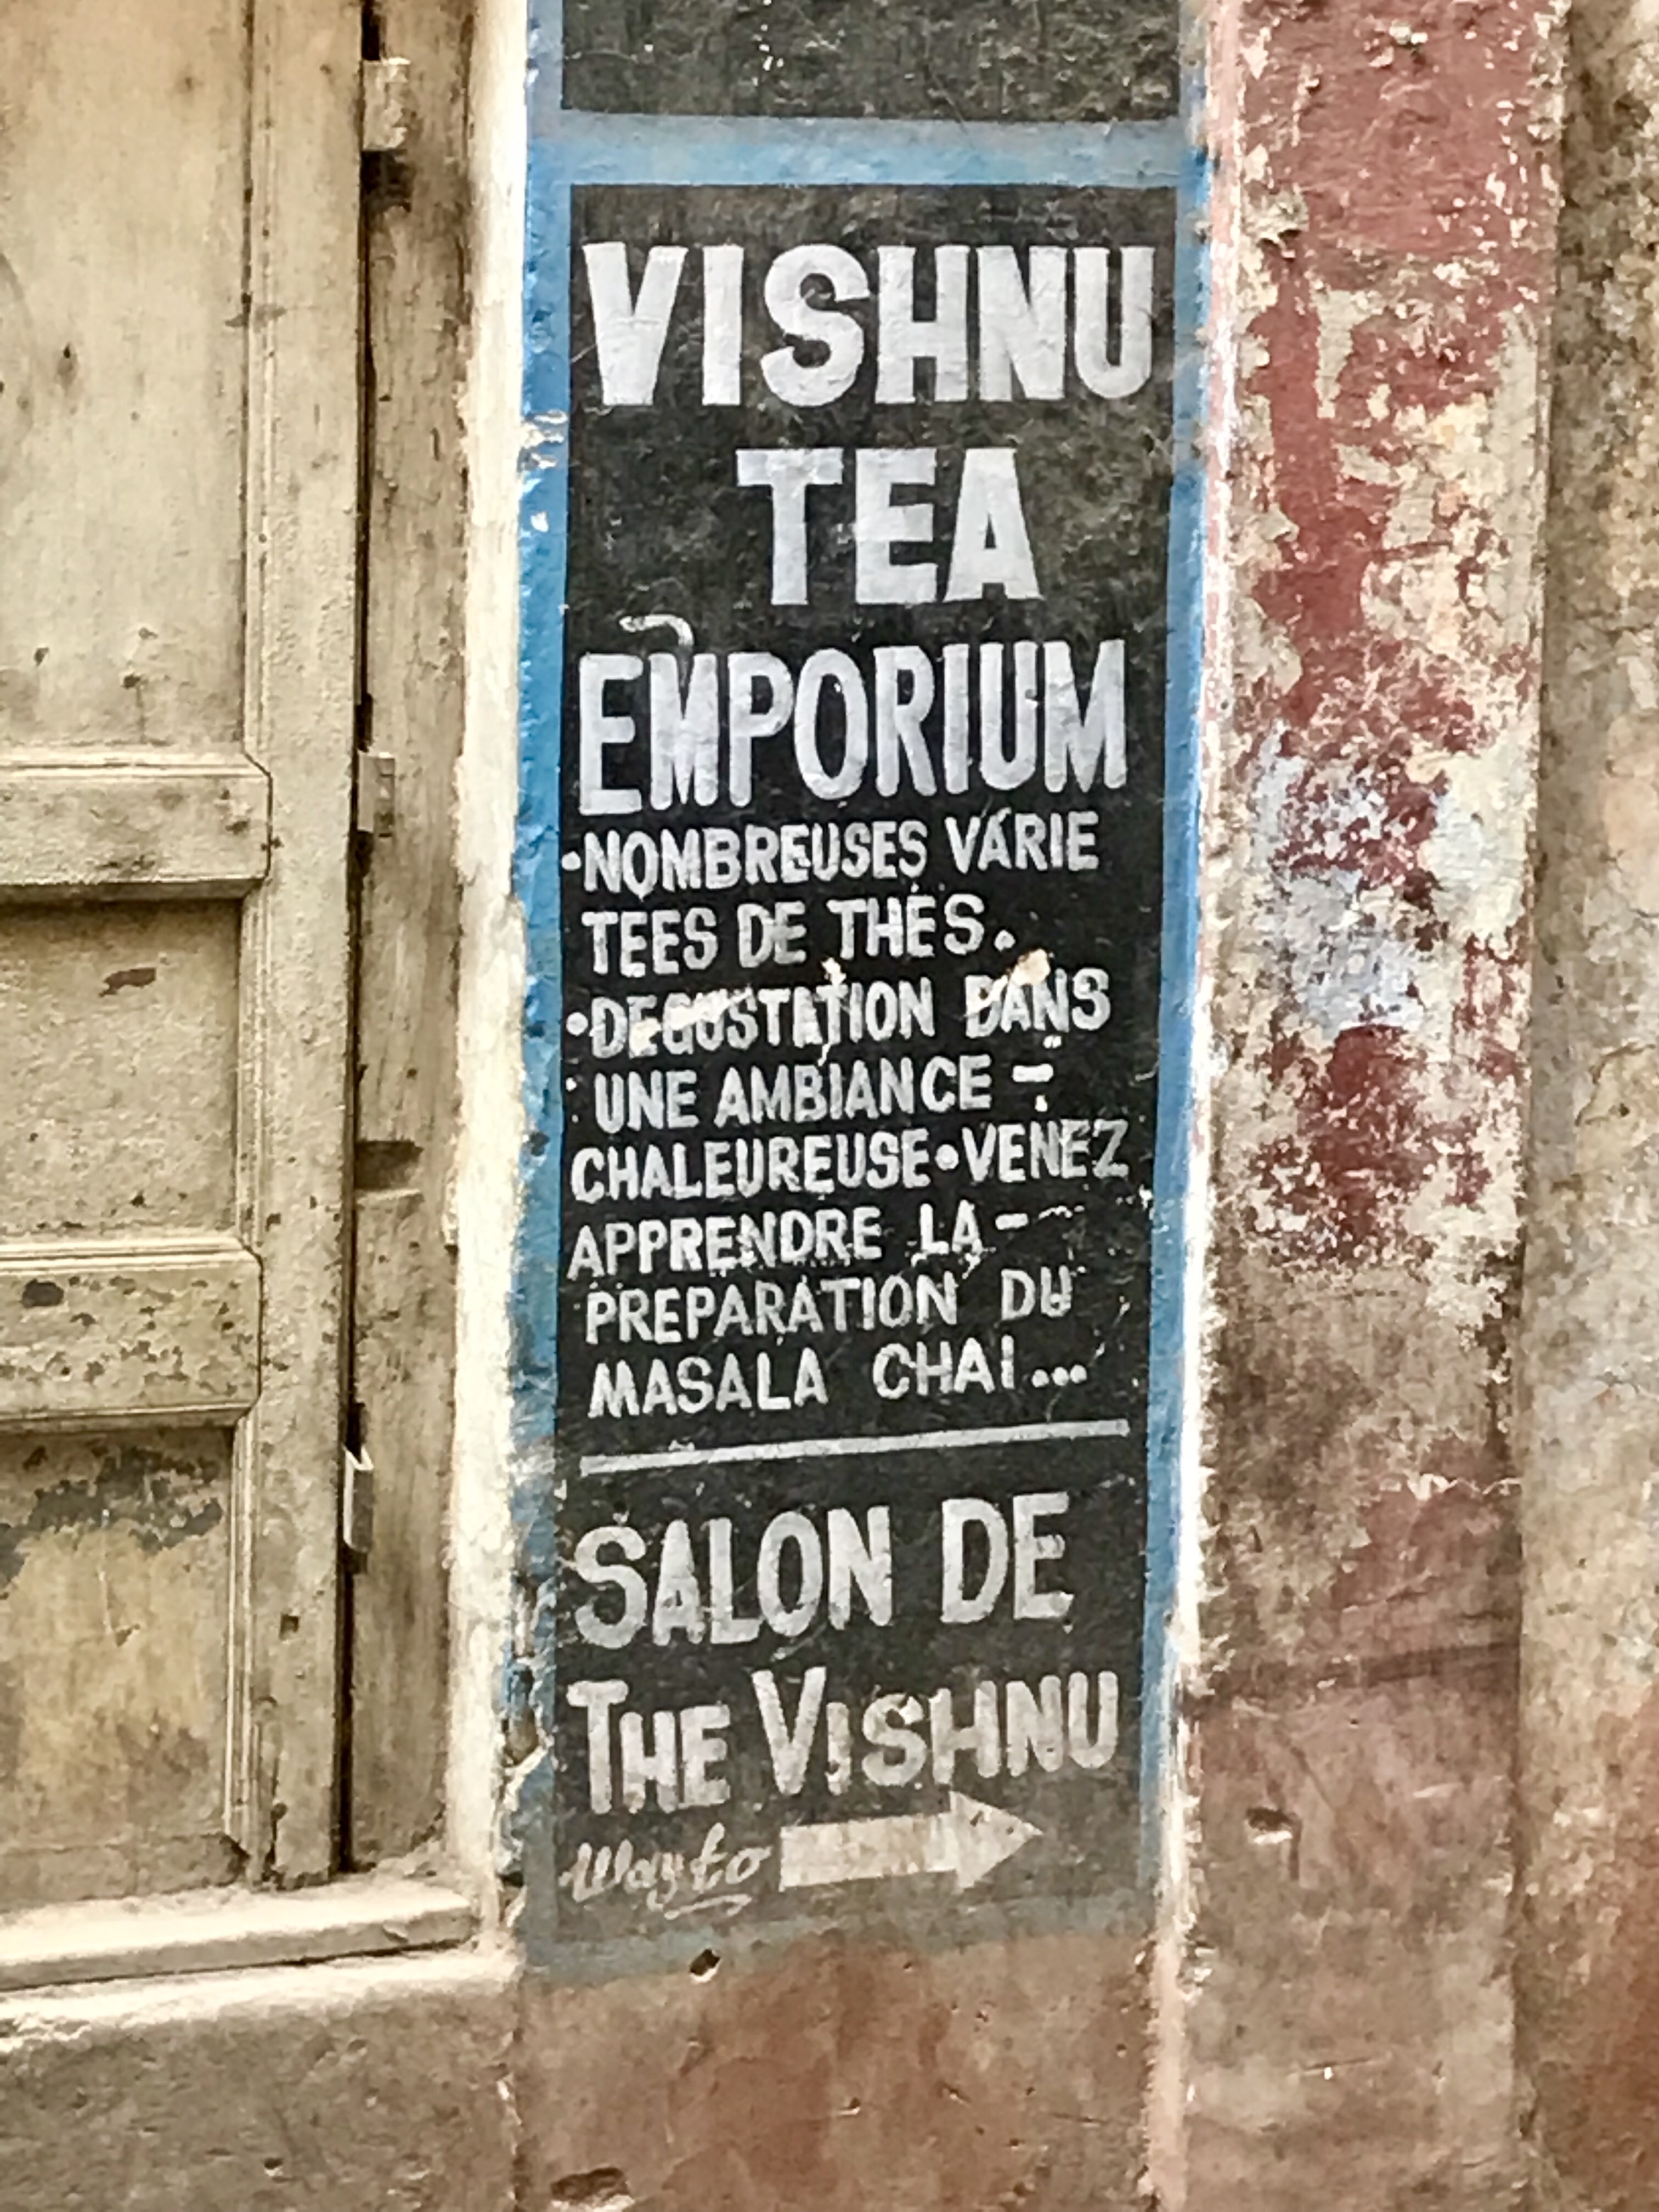 VISHNU
TEA
EMPORIUM
•NOMBREUSES VARIE
TEES DE THÉS.
•DEGUSTATION DANS
UNE AMBIANCE -
CHALEUREUSE•VENEZ
APPRENDRE LA-
PREPARATION DU
MASALA CHAI...
SALON DE
THE VISHNU
Way to